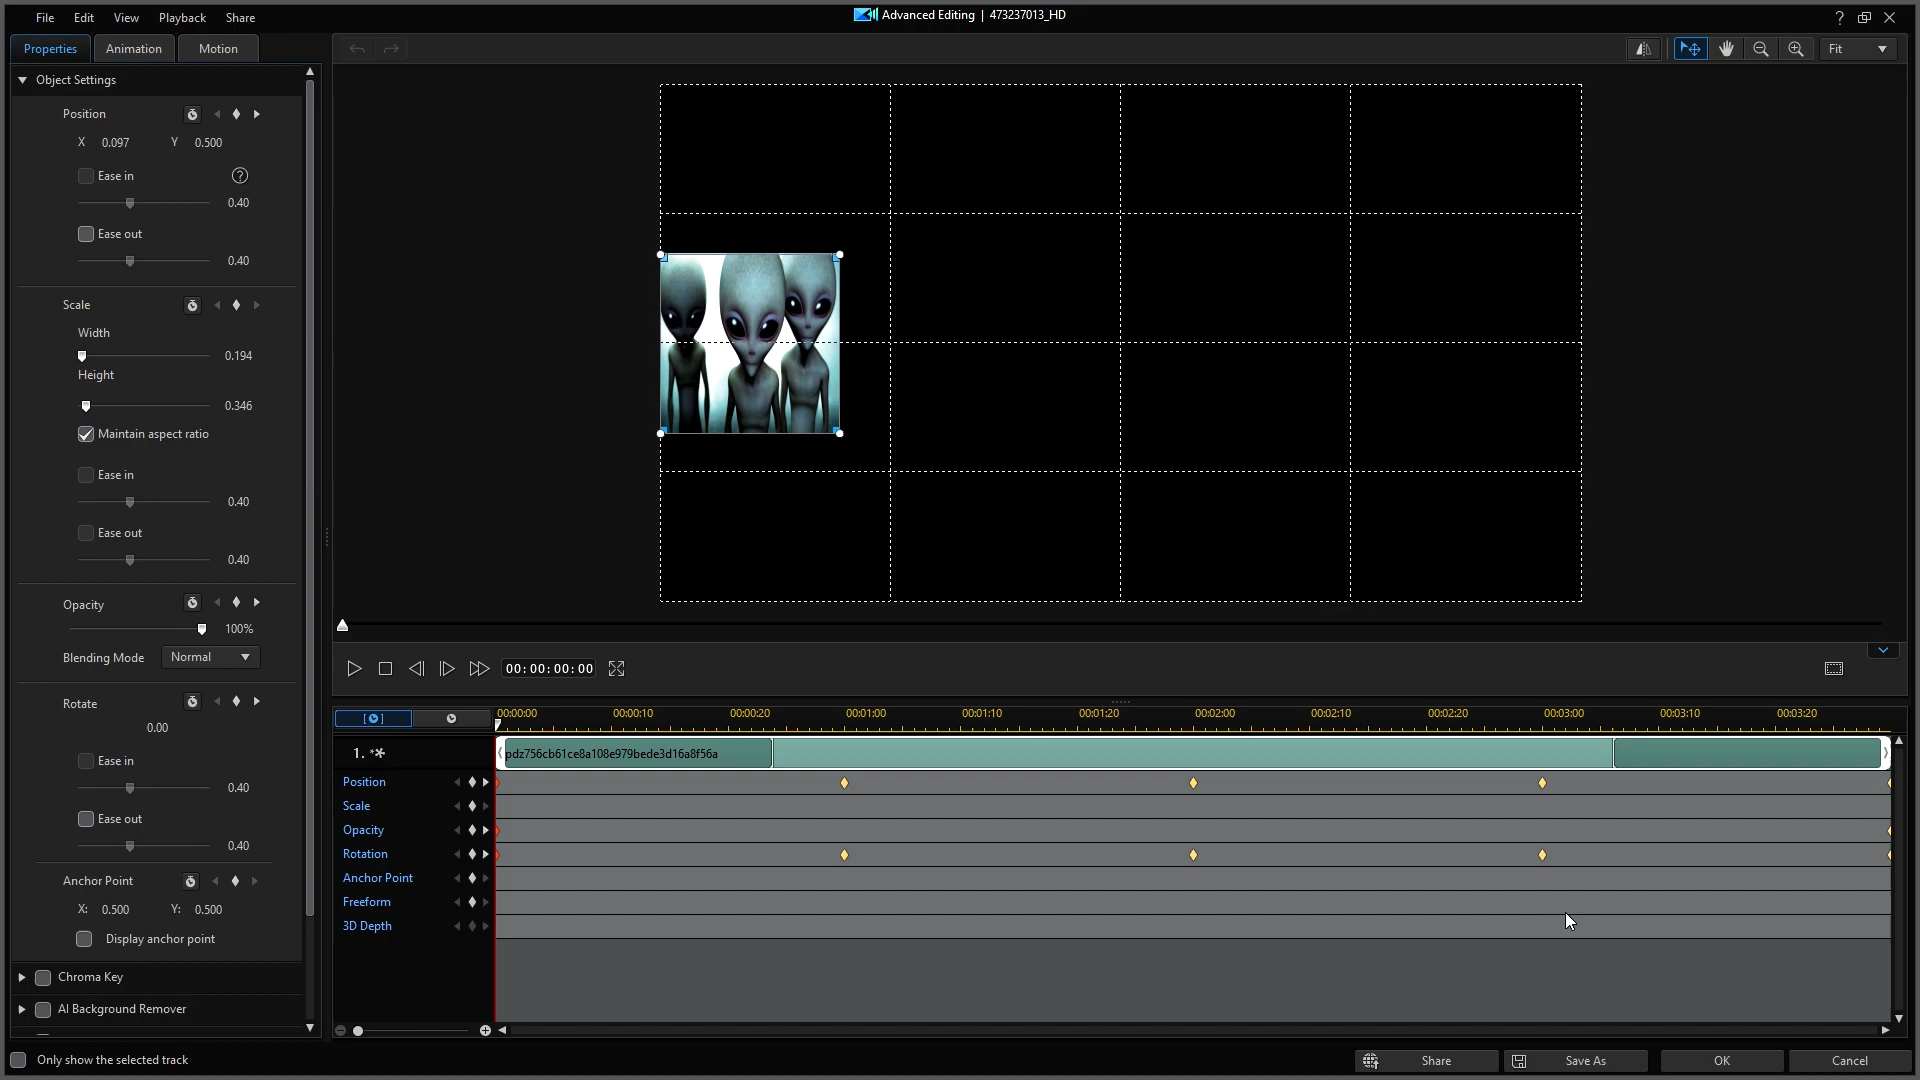 File Edit View Playback Share
Advanced Editing | 473237013_HD
?
Properties Animation Motion
Fit
Object Settings
Position
X 0.097 Y 0.500
Ease in ?
0.40
Ease out
0.40
Scale
Width
0.194
Height
0.346
Maintain aspect ratio
Ease in
0.40
Ease out
0.40
Opacity
100%
Blending Mode Normal
Rotate
0.00
Ease in
0.40
Ease out
0.40
Anchor Point
X: 0.500 Y: 0.500
Display anchor point
Chroma Key
AI Background Remover
Only show the selected track
00:00:00:00
00:00:00 00:00:10 00:00:20 00:01:00 00:01:10 00:01:20 00:02:00 00:02:10 00:02:20 00:03:00 00:03:10 00:03:20
1. pdz756cb61ce8a108e979bede3d16a8f56a
Position
Scale
Opacity
Rotation
Anchor Point
Freeform
3D Depth
Share Save As OK Cancel